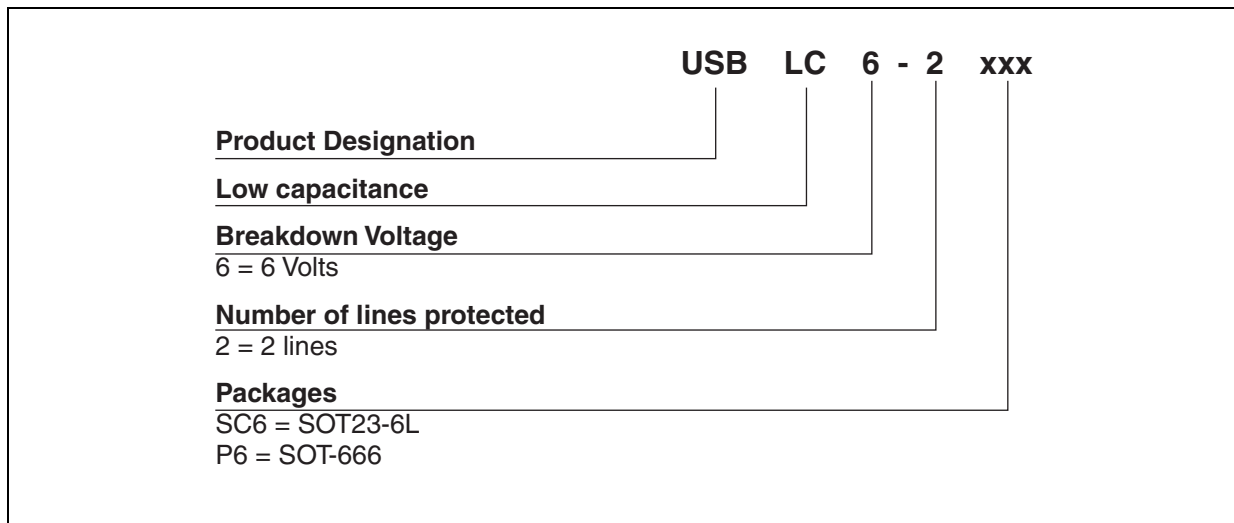 USB LC 6 - 2 xxx
Product Designation
Low capacitance
Breakdown Voltage
6 = 6 Volts
Number of lines protected
2 = 2 lines
Packages
SC6 = SOT23-6L
P6 = SOT-666